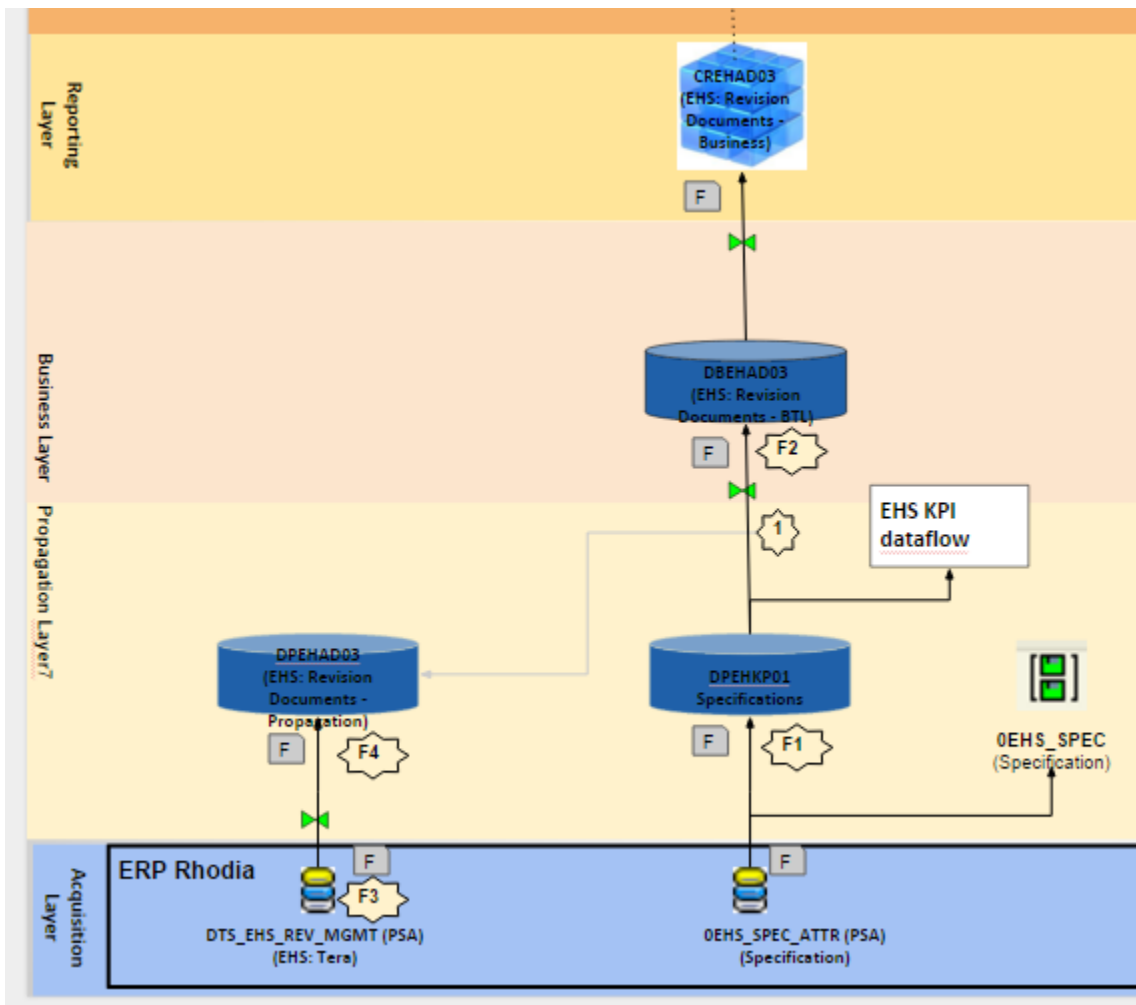 Reporting
Layer
CREHAD03
(EHS: Revision
Documents -
Business)
F
Business Layer
DBEHAD03
(EHS: Revision
Documents - BTL)
F
F2
Propagation Layer7
1
EHS KPI
dataflow
DPEHAD03
(EHS: Revision
Documents -
Propagation)
F
F4
DPEHKP01
Specifications
F
F1
0EHS_SPEC
(Specification)
Acquisition
Layer
ERP Rhodia
F
F3
DTS_EHS_REV_MGMT (PSA)
(EHS: Tera)
F
0EHS_SPEC_ATTR (PSA)
(Specification)